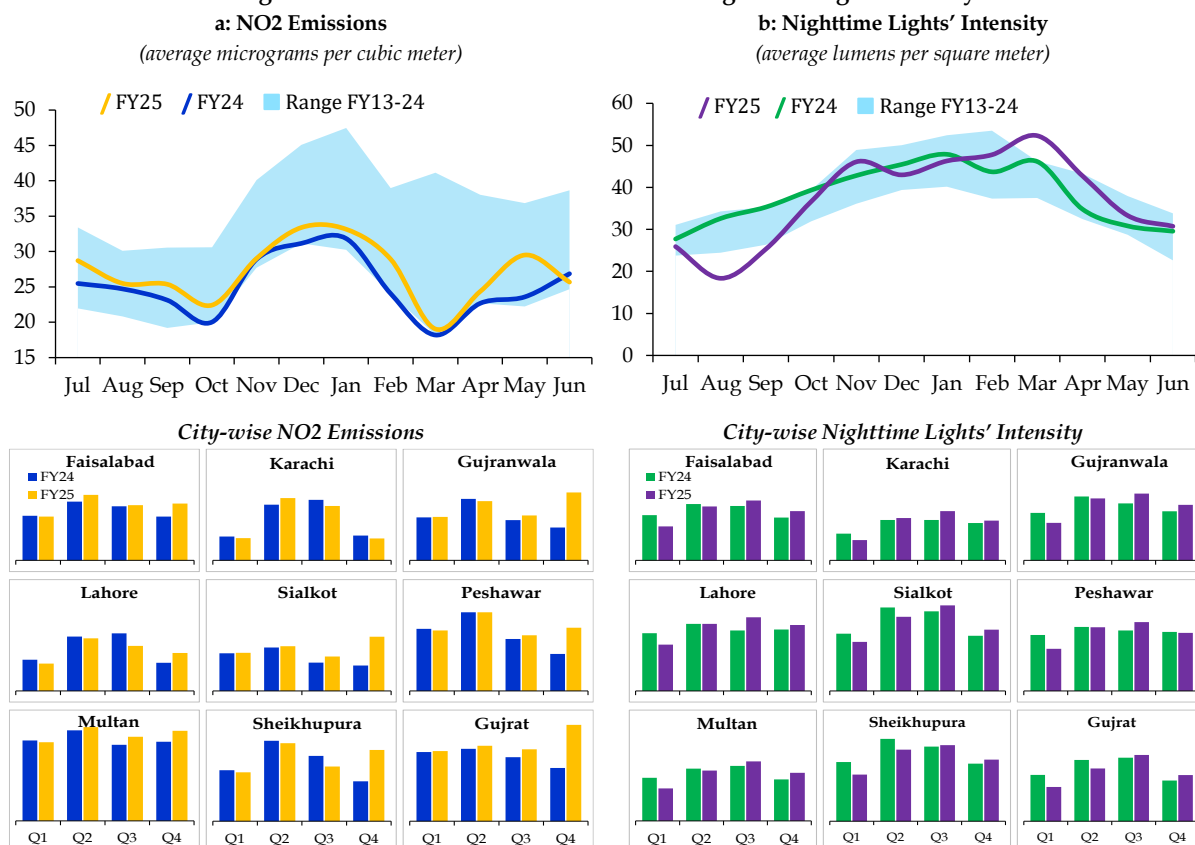 a: NO2 Emissions
(average micrograms per cubic meter)
FY25 FY24 Range FY13-24
50
45
40
35
30
25
20
15
Jul Aug Sep Oct Nov Dec Jan Feb Mar Apr May Jun
b: Nighttime Lights' Intensity
(average lumens per square meter)
FY25 FY24 Range FY13-24
60
50
40
30
20
10
0
Jul Aug Sep Oct Nov Dec Jan Feb Mar Apr May Jun
City-wise NO2 Emissions
Faisalabad Karachi Gujranwala
FY24
FY25
Lahore Sialkot Peshawar
Multan Sheikhupura Gujrat
Q1 Q2 Q3 Q4 Q1 Q2 Q3 Q4 Q1 Q2 Q3 Q4
City-wise Nighttime Lights' Intensity
Faisalabad Karachi Gujranwala
FY24
FY25
Lahore Sialkot Peshawar
Multan Sheikhupura Gujrat
Q1 Q2 Q3 Q4 Q1 Q2 Q3 Q4 Q1 Q2 Q3 Q4